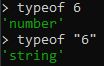 > typeof 6
'number'
> typeof "6"
'string'